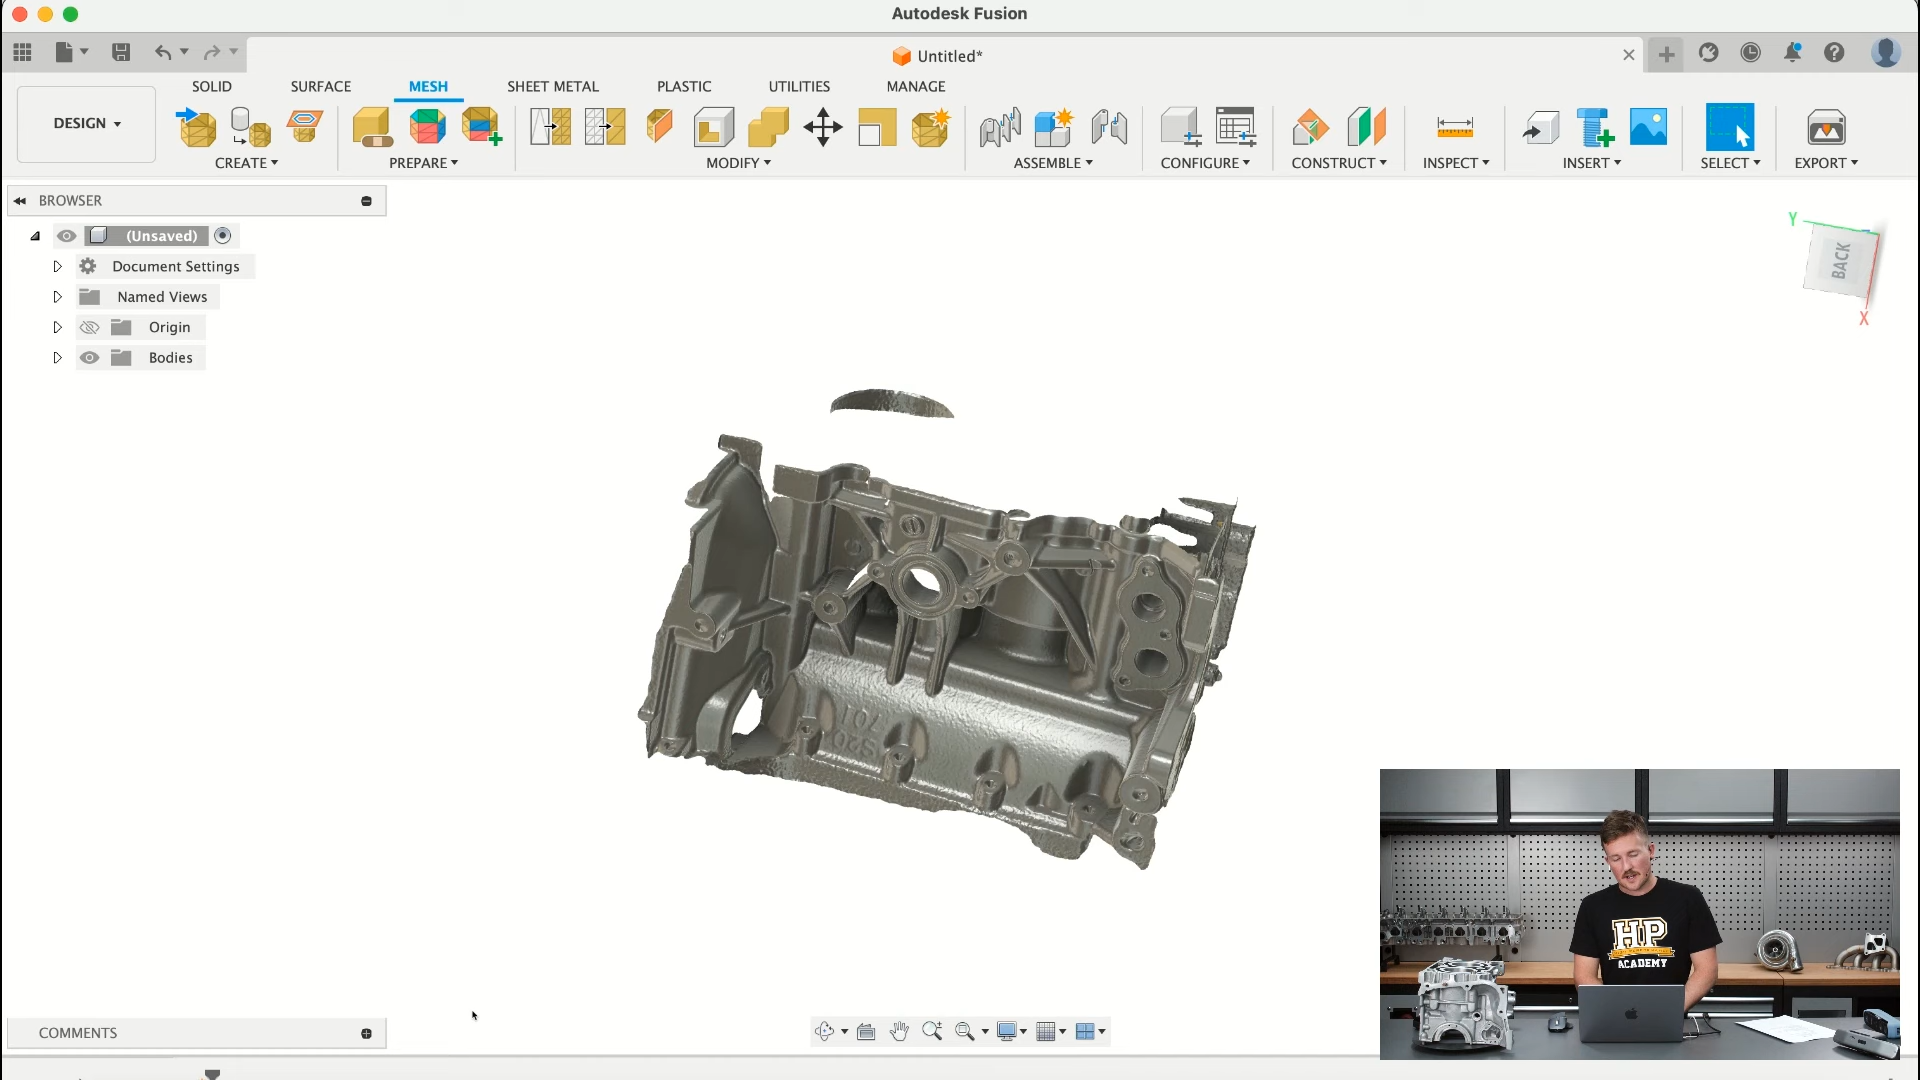 Autodesk Fusion
Untitled*
SOLID SURFACE MESH SHEET METAL PLASTIC UTILITIES MANAGE
DESIGN
CREATE PREPARE MODIFY ASSEMBLE CONFIGURE CONSTRUCT INSPECT INSERT SELECT EXPORT
BROWSER
(Unsaved)
Document Settings
Named Views
Origin
Bodies
Y
BACK
X
HP
ACADEMY
COMMENTS